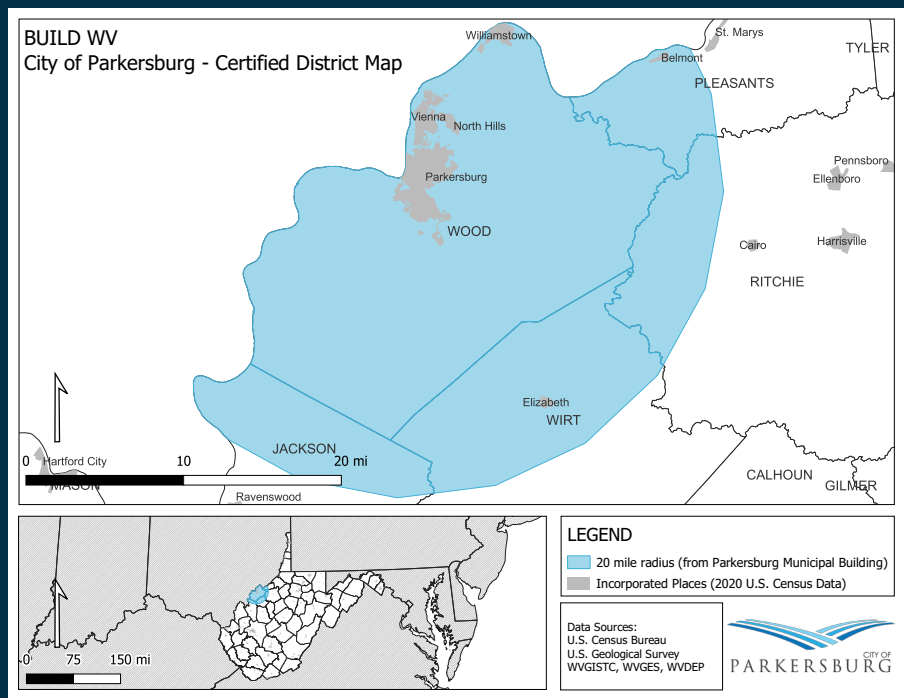 BUILD WV
City of Parkersburg - Certified District Map
Williamstown
St. Marys
TYLER
Belmont
PLEASANTS
Vienna
North Hills
Pennsboro
Parkersburg
Ellenboro
WOOD
Cairo
Harrisville
RITCHIE
Elizabeth
WIRT
JACKSON
Hartford City
0 10 20 mi
CALHOUN
MASON
GILMER
Ravenswood
0 75 150 mi
LEGEND
20 mile radius (from Parkersburg Municipal Building)
Incorporated Places (2020 U.S. Census Data)
Data Sources:
U.S. Census Bureau
U.S. Geological Survey
WVGISTC, WVGES, WVDEP
CITY OF
PARKERSBURG